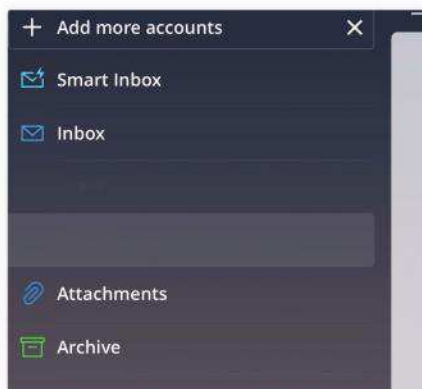 Add more accounts
Smart Inbox
Inbox
Attachments
Archive